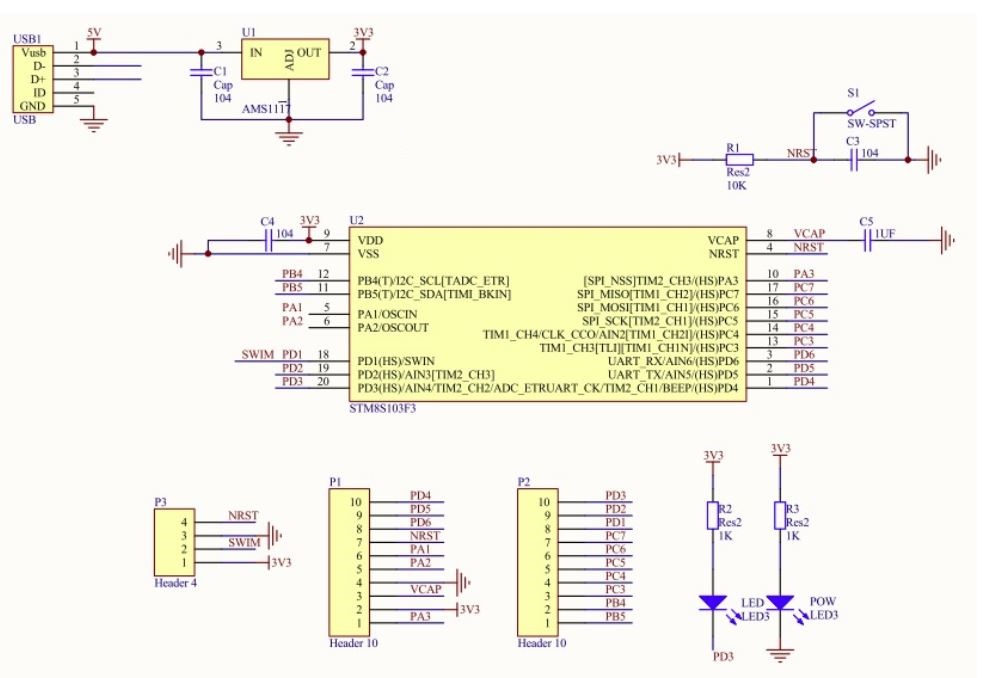 USB1
Vusb 1 5V
D- 2
D+ 3
ID 4
GND 5
USB
U1
3 IN OUT 2 3V3
ADJ
1
AMS1117
C1
Cap
104
C2
Cap
104
S1
SW-SPST
3V3 R1 NRST C3 104
Res2
10K
C4 104 3V3
U2
9 VDD
7 VSS
PB4 12 PB4(T)/I2C_SCL[TADC_ETR]
PB5 11 PB5(T)/I2C_SDA[TIMI_BKIN]
PA1 5 PA1/OSCIN
PA2 6 PA2/OSCOUT
SWIM PD1 18 PD1(HS)/SWIN
PD2 19 PD2(HS)/AIN3[TIM2_CH3]
PD3 20 PD3(HS)/AIN4/TIM2_CH2/ADC_ETRUART_CK/TIM2_CH1/BEEP/(HS)PD4 1 PD4
VCAP 8 VCAP C5 1UF
NRST 4 NRST
[SPI_NSS]TIM2_CH3/(HS)PA3 10 PA3
SPI_MISO[TIM1_CH2]/(HS)PC7 17 PC7
SPI_MOSI[TIM1_CH1]/(HS)PC6 16 PC6
SPI_SCK[TIM2_CH1]/(HS)PC5 15 PC5
TIM1_CH4/CLK_CCO/AIN2[TIM1_CH2I]/(HS)PC4 14 PC4
TIM1_CH3[TLI][TIM1_CH1N]/(HS)PC3 13 PC3
UART_RX/AIN6/(HS)PD6 3 PD6
UART_TX/AIN5/(HS)PD5 2 PD5
STM8S103F3
P3
4 NRST
3
2 SWIM
1 3V3
Header 4
P1
10 PD4
9 PD5
8 PD6
7 NRST
6 PA1
5 PA2
4
3 VCAP
2 3V3
1 PA3
Header 10
P2
10 PD3
9 PD2
8 PD1
7 PC7
6 PC6
5 PC5
4 PC4
3 PC3
2 PB4
1 PB5
Header 10
3V3
R2
Res2
1K
LED
LED3
PD3
3V3
R3
Res2
1K
POW
LED3